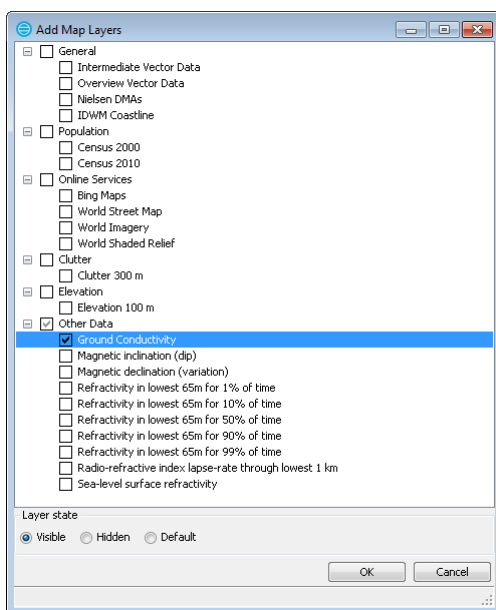 Add Map Layers
General
Intermediate Vector Data
Overview Vector Data
Nielsen DMAs
IDWM Coastline
Population
Census 2000
Census 2010
Online Services
Bing Maps
World Street Map
World Imagery
World Shaded Relief
Clutter
Clutter 300 m
Elevation
Elevation 100 m
Other Data
Ground Conductivity
Magnetic inclination (dip)
Magnetic declination (variation)
Refractivity in lowest 65m for 1% of time
Refractivity in lowest 65m for 10% of time
Refractivity in lowest 65m for 50% of time
Refractivity in lowest 65m for 90% of time
Refractivity in lowest 65m for 99% of time
Radio-refractive index lapse-rate through lowest 1 km
Sea-level surface refractivity
Layer state
Visible Hidden Default
OK Cancel